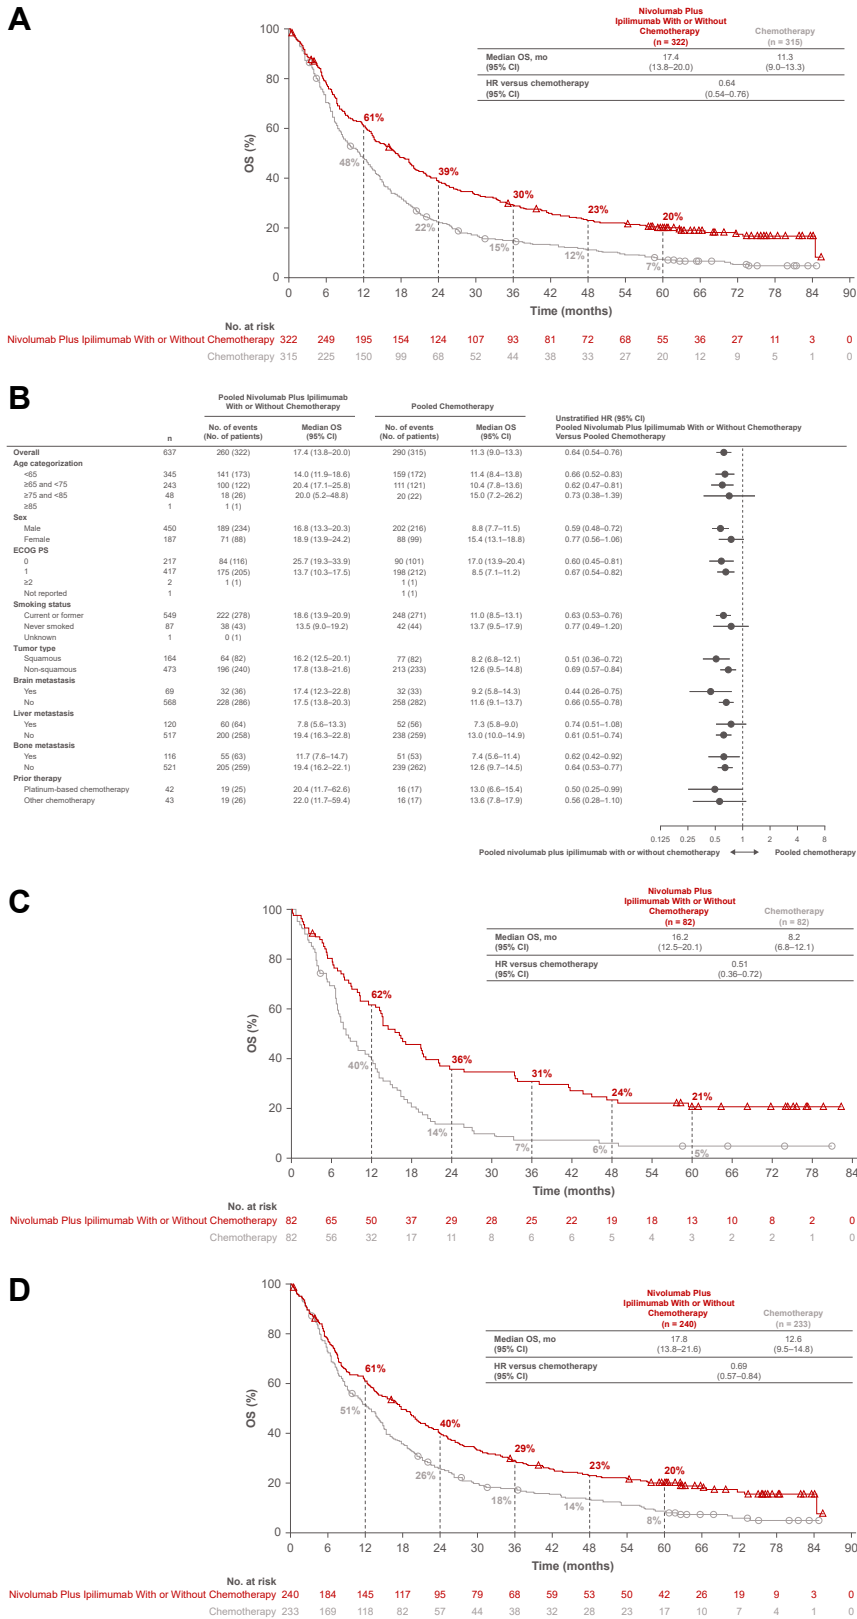 A
Nivolumab Plus
Ipilimumab With or Without
Chemotherapy
(n = 322)
Chemotherapy
(n = 315)
Median OS, mo
(95% CI)
17.4
(13.8–20.0)
11.3
(9.0–13.3)
HR versus chemotherapy
(95% CI)
0.64
(0.54–0.76)
OS (%)
100
80
60
40
20
0
61%
39%
30%
23%
20%
48%
22%
15%
12%
7%
0 6 12 18 24 30 36 42 48 54 60 66 72 78 84 90
Time (months)
No. at risk
Nivolumab Plus Ipilimumab With or Without Chemotherapy 322 249 195 154 124 107 93 81 72 68 55 36 27 11 3 0
Chemotherapy 315 225 150 99 68 52 44 38 33 27 20 12 9 5 1 0
B
Pooled Nivolumab Plus Ipilimumab
With or Without Chemotherapy
Pooled Chemotherapy
Unstratified HR (95% CI)
Pooled Nivolumab Plus Ipilimumab With or Without Chemotherapy
Versus Pooled Chemotherapy
n
No. of events
(No. of patients)
Median OS
(95% CI)
No. of events
(No. of patients)
Median OS
(95% CI)
Overall 637 260 (322) 17.4 (13.8–20.0) 290 (315) 11.3 (9.0–13.3) 0.64 (0.54–0.76)
Age categorization
<65 345 141 (173) 14.0 (11.9–18.6) 159 (172) 11.4 (8.4–13.8) 0.66 (0.52–0.83)
≥65 and <75 243 100 (122) 20.4 (17.1–25.8) 111 (121) 10.4 (7.8–13.6) 0.62 (0.47–0.81)
≥75 and <85 48 18 (26) 20.0 (5.2–48.8) 20 (22) 15.0 (7.2–26.2) 0.73 (0.38–1.39)
≥85 1 1 (1)
Sex
Male 450 189 (234) 16.8 (13.3–20.3) 202 (216) 8.8 (7.7–11.5) 0.59 (0.48–0.72)
Female 187 71 (88) 18.9 (13.9–24.2) 88 (99) 15.4 (13.1–18.8) 0.77 (0.56–1.06)
ECOG PS
0 217 84 (116) 25.7 (19.3–33.9) 90 (101) 17.0 (13.9–20.4) 0.60 (0.45–0.81)
1 417 175 (205) 13.7 (10.3–17.5) 198 (212) 8.5 (7.1–11.2) 0.67 (0.54–0.82)
≥2 2 1 (1) 1 (1)
Not reported 1 1 (1)
Smoking status
Current or former 549 222 (278) 18.6 (13.9–20.9) 248 (271) 11.0 (8.5–13.1) 0.63 (0.53–0.76)
Never smoked 87 38 (43) 13.5 (9.0–19.2) 42 (44) 13.7 (9.5–17.9) 0.77 (0.49–1.20)
Unknown 1 0 (1)
Tumor type
Squamous 164 64 (82) 16.2 (12.5–20.1) 77 (82) 8.2 (6.8–12.1) 0.51 (0.36–0.72)
Non-squamous 473 196 (240) 17.8 (13.8–21.6) 213 (233) 12.6 (9.5–14.8) 0.69 (0.57–0.84)
Brain metastasis
Yes 69 32 (36) 17.4 (12.3–22.8) 32 (33) 9.2 (5.8–14.3) 0.44 (0.26–0.75)
No 568 228 (286) 17.5 (13.8–20.3) 258 (282) 11.6 (9.1–13.7) 0.66 (0.55–0.78)
Liver metastasis
Yes 120 60 (64) 7.8 (5.6–13.3) 52 (56) 7.3 (5.8–9.0) 0.74 (0.51–1.08)
No 517 200 (258) 19.4 (16.3–22.8) 238 (259) 13.0 (10.0–14.9) 0.61 (0.51–0.74)
Bone metastasis
Yes 116 55 (63) 11.7 (7.6–14.7) 51 (53) 7.4 (5.6–11.4) 0.62 (0.42–0.92)
No 521 205 (259) 19.4 (16.2–22.1) 239 (262) 12.6 (9.7–14.5) 0.64 (0.53–0.77)
Prior therapy
Platinum-based chemotherapy 42 19 (25) 20.4 (11.7–62.6) 16 (17) 13.0 (6.6–15.4) 0.50 (0.25–0.99)
Other chemotherapy 43 19 (26) 22.0 (11.7–59.4) 16 (17) 13.6 (7.8–17.9) 0.56 (0.28–1.10)
0.125 0.25 0.5 1 2 4 8
Pooled nivolumab plus ipilimumab with or without chemotherapy Pooled chemotherapy
C
Nivolumab Plus
Ipilimumab With or Without
Chemotherapy
(n = 82)
Chemotherapy
(n = 82)
Median OS, mo
(95% CI)
16.2
(12.5–20.1)
8.2
(6.8–12.1)
HR versus chemotherapy
(95% CI)
0.51
(0.36–0.72)
OS (%)
100
80
60
40
20
0
62%
36%
31%
24%
21%
40%
14%
7%
6%
5%
0 6 12 18 24 30 36 42 48 54 60 66 72 78 84
Time (months)
No. at risk
Nivolumab Plus Ipilimumab With or Without Chemotherapy 82 65 50 37 29 28 25 22 19 18 13 10 8 2 0
Chemotherapy 82 56 32 17 11 8 6 6 5 4 3 2 2 1 0
D
Nivolumab Plus
Ipilimumab With or Without
Chemotherapy
(n = 240)
Chemotherapy
(n = 233)
Median OS, mo
(95% CI)
17.8
(13.8–21.6)
12.6
(9.5–14.8)
HR versus chemotherapy
(95% CI)
0.69
(0.57–0.84)
OS (%)
100
80
60
40
20
0
61%
40%
29%
23%
20%
51%
26%
18%
14%
8%
0 6 12 18 24 30 36 42 48 54 60 66 72 78 84 90
Time (months)
No. at risk
Nivolumab Plus Ipilimumab With or Without Chemotherapy 240 184 145 117 95 79 68 59 53 50 42 26 19 9 3 0
Chemotherapy 233 169 118 82 57 44 38 32 28 23 17 10 7 4 1 0